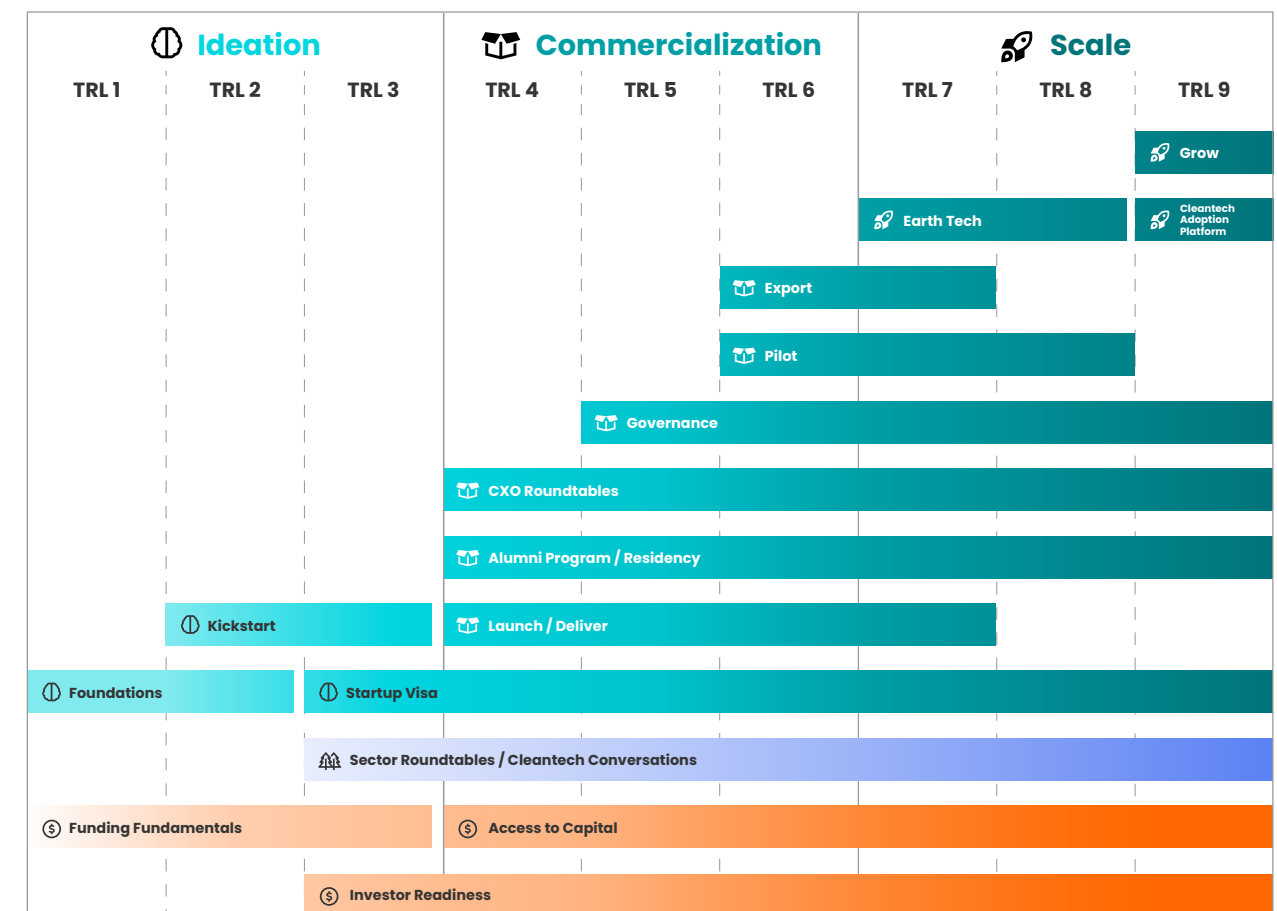 Ideation
Commercialization
Scale
TRL 1
TRL 2
TRL 3
TRL 4
TRL 5
TRL 6
TRL 7
TRL 8
TRL 9
Grow
Earth Tech
Cleantech
Adoption
Platform
Export
Pilot
Governance
CXO Roundtables
Alumni Program / Residency
Kickstart
Launch / Deliver
Foundations
Startup Visa
Sector Roundtables / Cleantech Conversations
Funding Fundamentals
Access to Capital
Investor Readiness